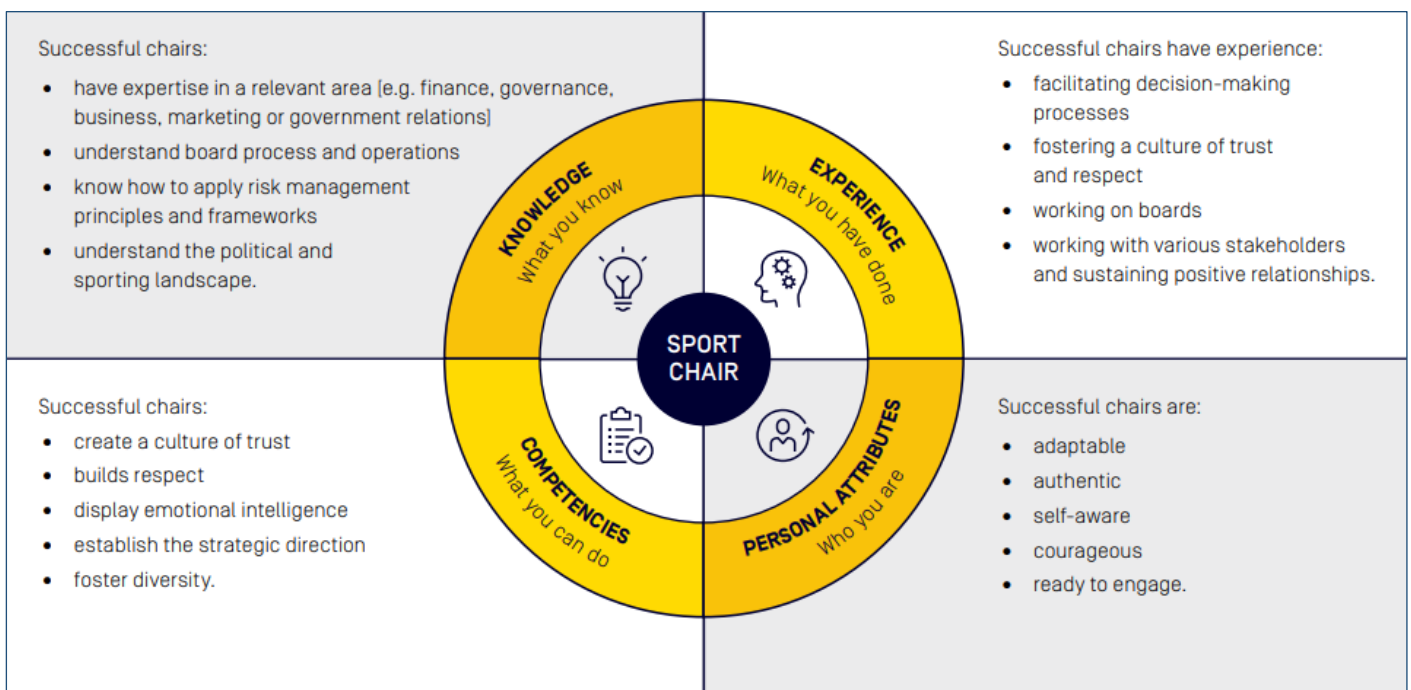 Successful chairs:
• have expertise in a relevant area [e.g. finance, governance,
business, marketing or government relations]
• understand board process and operations
• know how to apply risk management
principles and frameworks
• understand the political and
sporting landscape.
KNOWLEDGE
What you know
Successful chairs have experience:
• facilitating decision-making
processes
• fostering a culture of trust
and respect
• working on boards
• working with various stakeholders
and sustaining positive relationships.
EXPERIENCE
What you have done
SPORT
CHAIR
Successful chairs:
• create a culture of trust
• builds respect
• display emotional intelligence
• establish the strategic direction
• foster diversity.
COMPETENCIES
What you can do
Successful chairs are:
• adaptable
• authentic
• self-aware
• courageous
• ready to engage.
PERSONAL ATTRIBUTES
Who you are